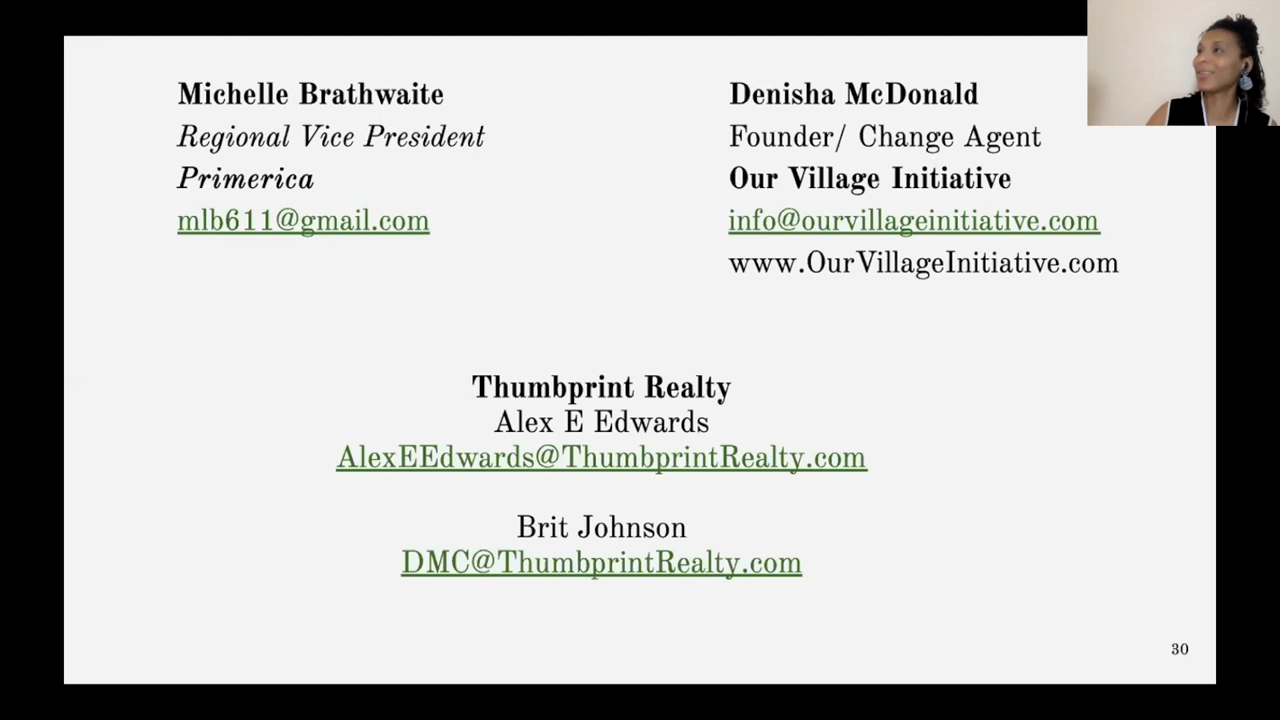 Michelle Brathwaite
Regional Vice President
Primerica
mlb611@gmail.com
Denisha McDonald
Founder/ Change Agent
Our Village Initiative
info@ourvillageinitiative.com
www.OurVillageInitiative.com
Thumbprint Realty
Alex E Edwards
AlexEEdwards@ThumbprintRealty.com
Brit Johnson
DMC@ThumbprintRealty.com
30